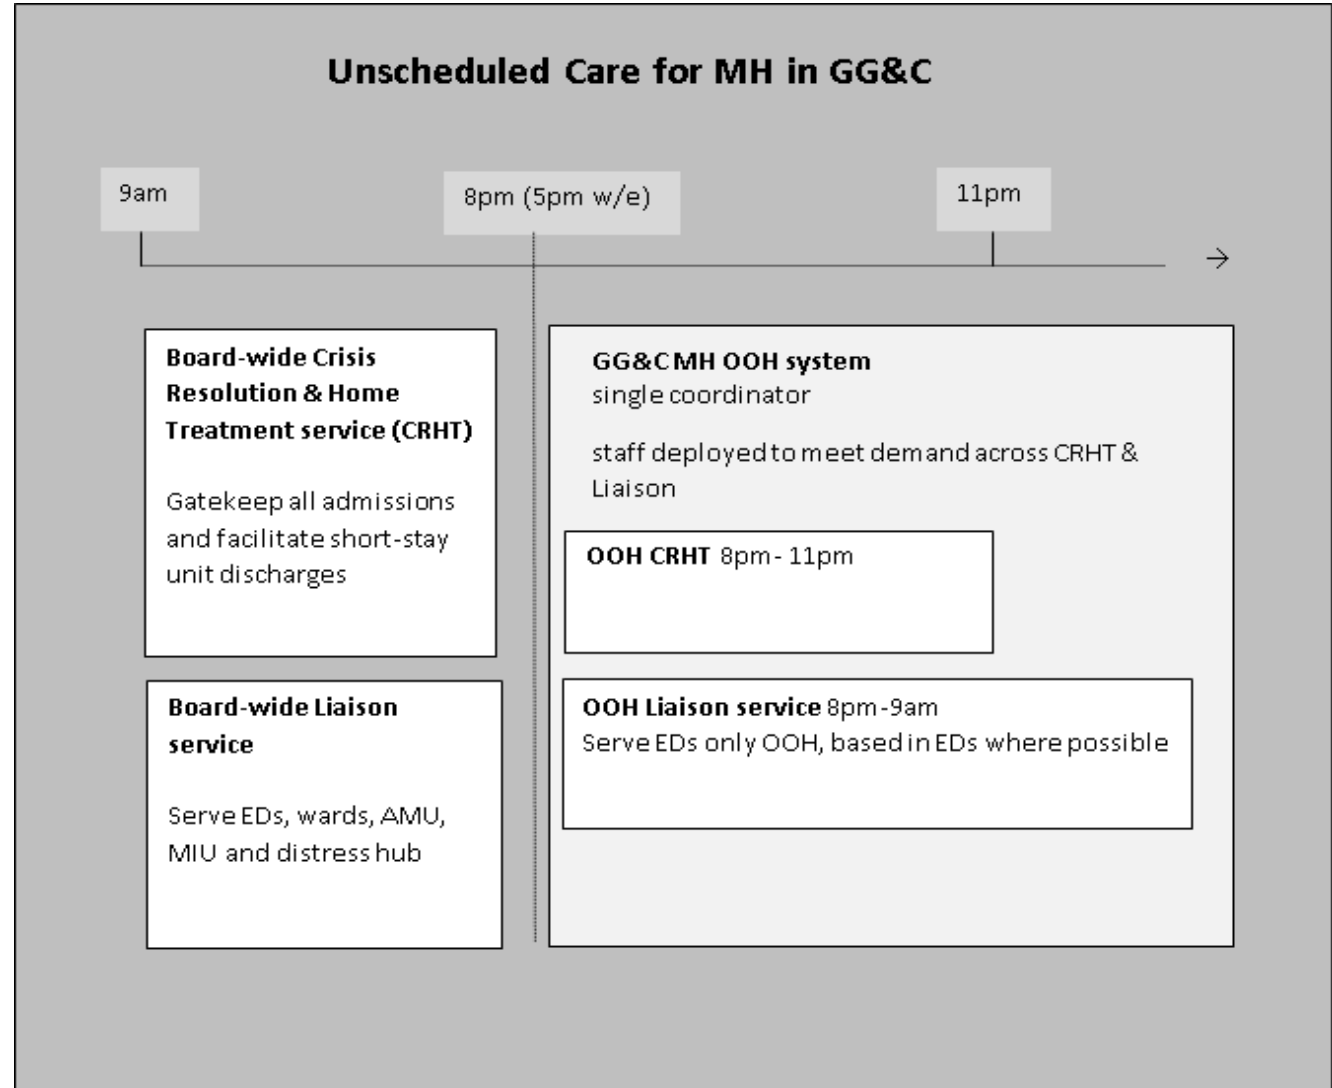 Unscheduled Care for MH in GG&C
9am
8pm (5pm w/e)
11pm
Board-wide Crisis
Resolution & Home
Treatment service (CRHT)
Gatekeep all admissions
and facilitate short-stay
unit discharges
Board-wide Liaison
service
Serve EDs, wards, AMU,
MIU and distress hub
GG&C MH OOH system
single coordinator
staff deployed to meet demand across CRHT &
Liaison
OOH CRHT 8pm - 11pm
OOH Liaison service 8pm -9am
Serve EDs only OOH, based in EDs where possible